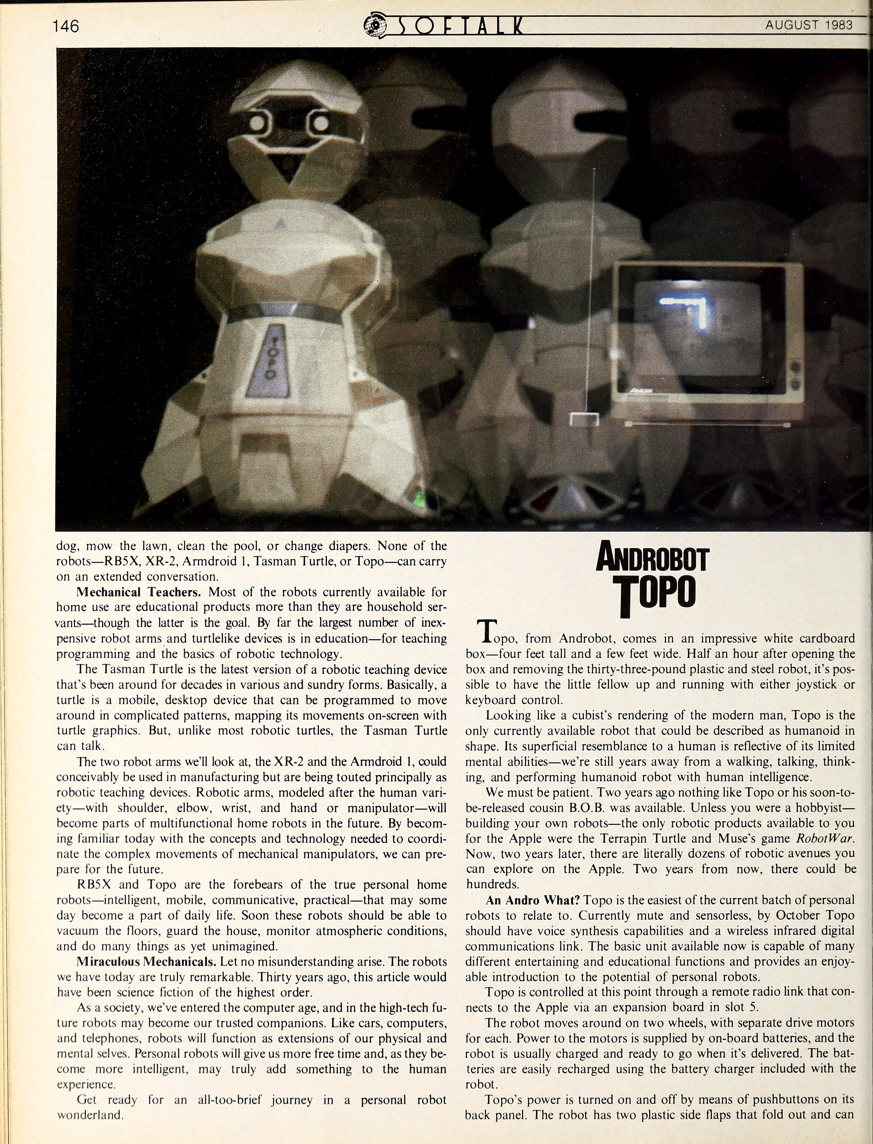 146
SOFTALK
AUGUST 1983
TOPO
dog, mow the lawn, clean the pool, or change diapers. None of the
robots—RB5X, XR-2, Armdroid 1, Tasman Turtle, or Topo—can carry
on an extended conversation.
Mechanical Teachers. Most of the robots currently available for
home use are educational products more than they are household ser-
vants—though the latter is the goal. By far the largest number of inex-
pensive robot arms and turtlelike devices is in education—for teaching
programming and the basics of robotic technology.
The Tasman Turtle is the latest version of a robotic teaching device
that's been around for decades in various and sundry forms. Basically, a
turtle is a mobile, desktop device that can be programmed to move
around in complicated patterns, mapping its movements on-screen with
turtle graphics. But, unlike most robotic turtles, the Tasman Turtle
can talk.
The two robot arms we'll look at, the XR-2 and the Armdroid 1, could
conceivably be used in manufacturing but are being touted principally as
robotic teaching devices. Robotic arms, modeled after the human vari-
ety—with shoulder, elbow, wrist, and hand or manipulator—will
become parts of multifunctional home robots in the future. By becom-
ing familiar today with the concepts and technology needed to coordi-
nate the complex movements of mechanical manipulators, we can pre-
pare for the future.
RB5X and Topo are the forebears of the true personal home
robots—intelligent, mobile, communicative, practical—that may some
day become a part of daily life. Soon these robots should be able to
vacuum the floors, guard the house, monitor atmospheric conditions,
and do many things as yet unimagined.
Miraculous Mechanicals. Let no misunderstanding arise. The robots
we have today are truly remarkable. Thirty years ago, this article would
have been science fiction of the highest order.
As a society, we've entered the computer age, and in the high-tech fu-
ture robots may become our trusted companions. Like cars, computers,
and telephones, robots will function as extensions of our physical and
mental selves. Personal robots will give us more free time and, as they be-
come more intelligent, may truly add something to the human
experience.
Get ready for an all-too-brief journey in a personal robot
wonderland.
ANDROBOT
TOPO
Topo, from Androbot, comes in an impressive white cardboard
box—four feet tall and a few feet wide. Half an hour after opening the
box and removing the thirty-three-pound plastic and steel robot, it's pos-
sible to have the little fellow up and running with either joystick or
keyboard control.
Looking like a cubist's rendering of the modern man, Topo is the
only currently available robot that could be described as humanoid in
shape. Its superficial resemblance to a human is reflective of its limited
mental abilities—we're still years away from a walking, talking, think-
ing, and performing humanoid robot with human intelligence.
We must be patient. Two years ago nothing like Topo or his soon-to-
be-released cousin B.O.B. was available. Unless you were a hobbyist—
building your own robots—the only robotic products available to you
for the Apple were the Terrapin Turtle and Muse's game RobotWar.
Now, two years later, there are literally dozens of robotic avenues you
can explore on the Apple. Two years from now, there could be
hundreds.
An Andro What? Topo is the easiest of the current batch of personal
robots to relate to. Currently mute and sensorless, by October Topo
should have voice synthesis capabilities and a wireless infrared digital
communications link. The basic unit available now is capable of many
different entertaining and educational functions and provides an enjoy-
able introduction to the potential of personal robots.
Topo is controlled at this point through a remote radio link that con-
nects to the Apple via an expansion board in slot 5.
The robot moves around on two wheels, with separate drive motors
for each. Power to the motors is supplied by on-board batteries, and the
robot is usually charged and ready to go when it's delivered. The bat-
teries are easily recharged using the battery charger included with the
robot.
Topo's power is turned on and off by means of pushbuttons on its
back panel. The robot has two plastic side flaps that fold out and can